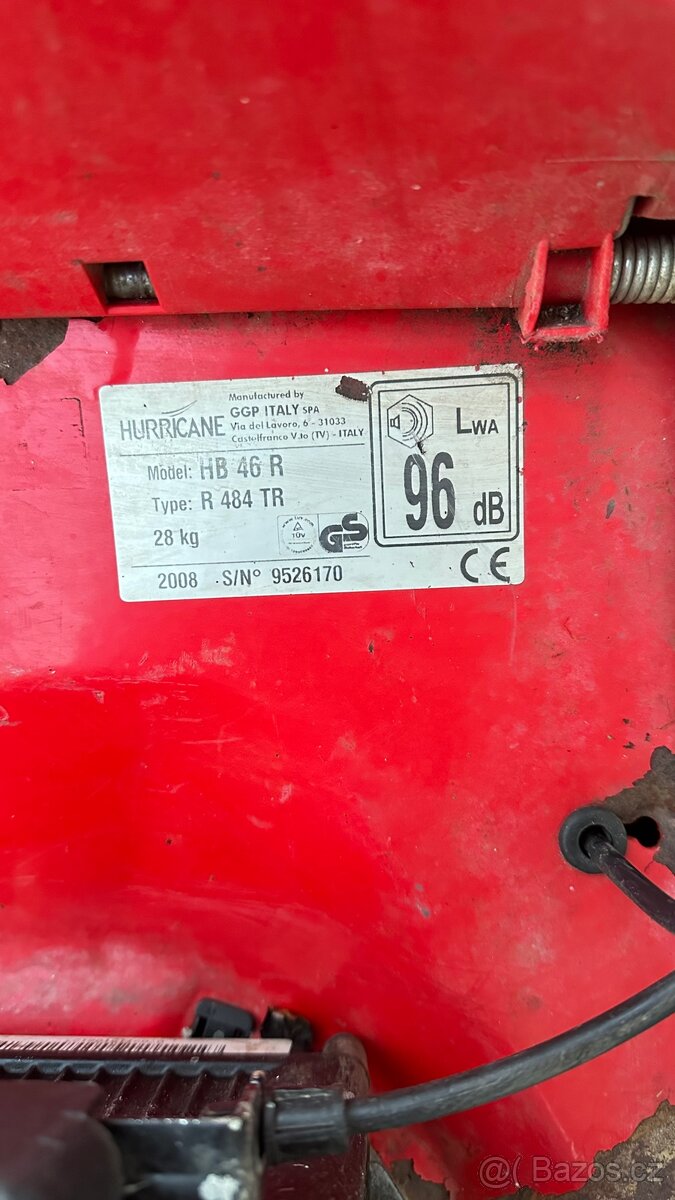 HURRICANE
Manufactured by
GGP ITALY SPA
Via del Lavoro, 6 - 31033
Castelfranco V.to (TV) - ITALY
Model: HB 46 R
Type: R 484 TR
28 kg
TÜV
GS
LWA
96 dB
CE
2008 S/N° 9526170
@ Bazos.cz